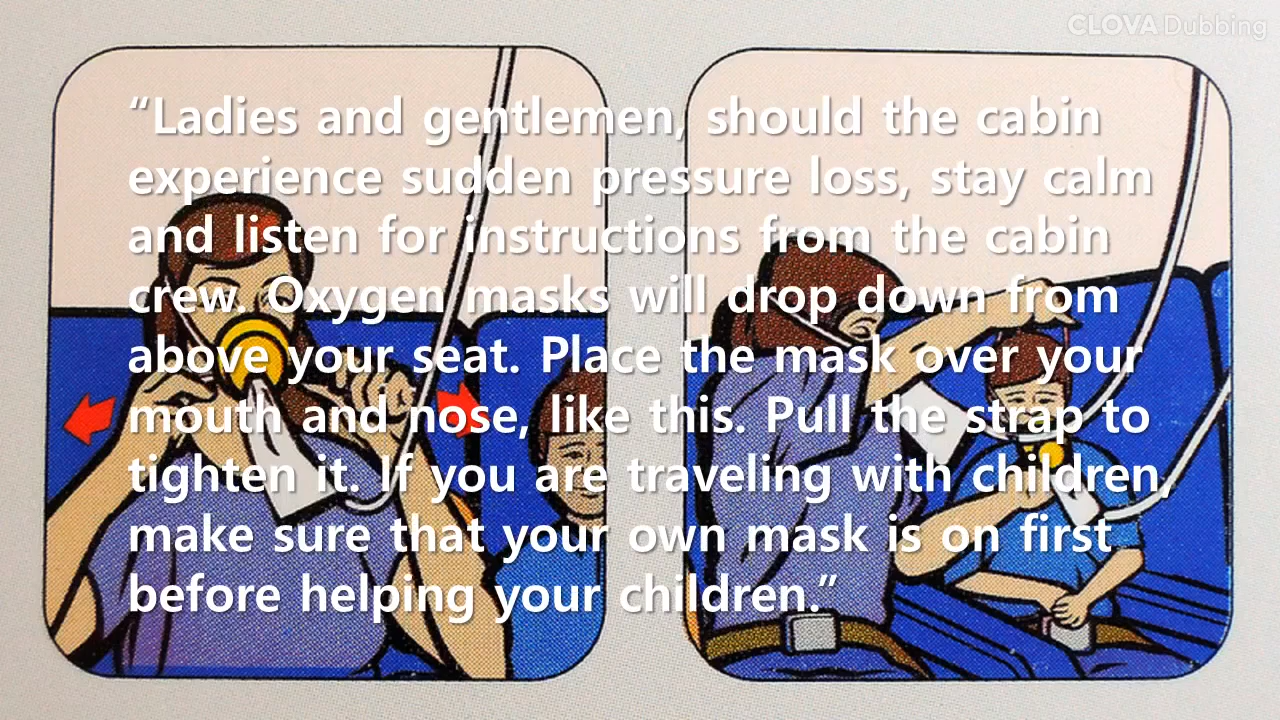 CLOVA Dubbing
“Ladies and gentlemen, should the cabin
experience sudden pressure loss, stay calm
and listen for instructions from the cabin
crew. Oxygen masks will drop down from
above your seat. Place the mask over your
mouth and nose, like this. Pull the strap to
tighten it. If you are traveling with children,
make sure that your own mask is on first
before helping your children.”